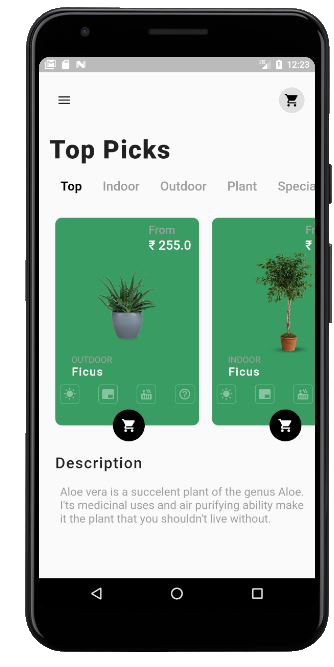 12:23
Top Picks
Top Indoor Outdoor Plant Specia
From
₹ 255.0
Fr
₹
OUTDOOR
Ficus
INDOOR
Ficus
Description
Aloe vera is a succelent plant of the genus Aloe.
I'ts medicinal uses and air purifying ability make
it the plant that you shouldn't live without.